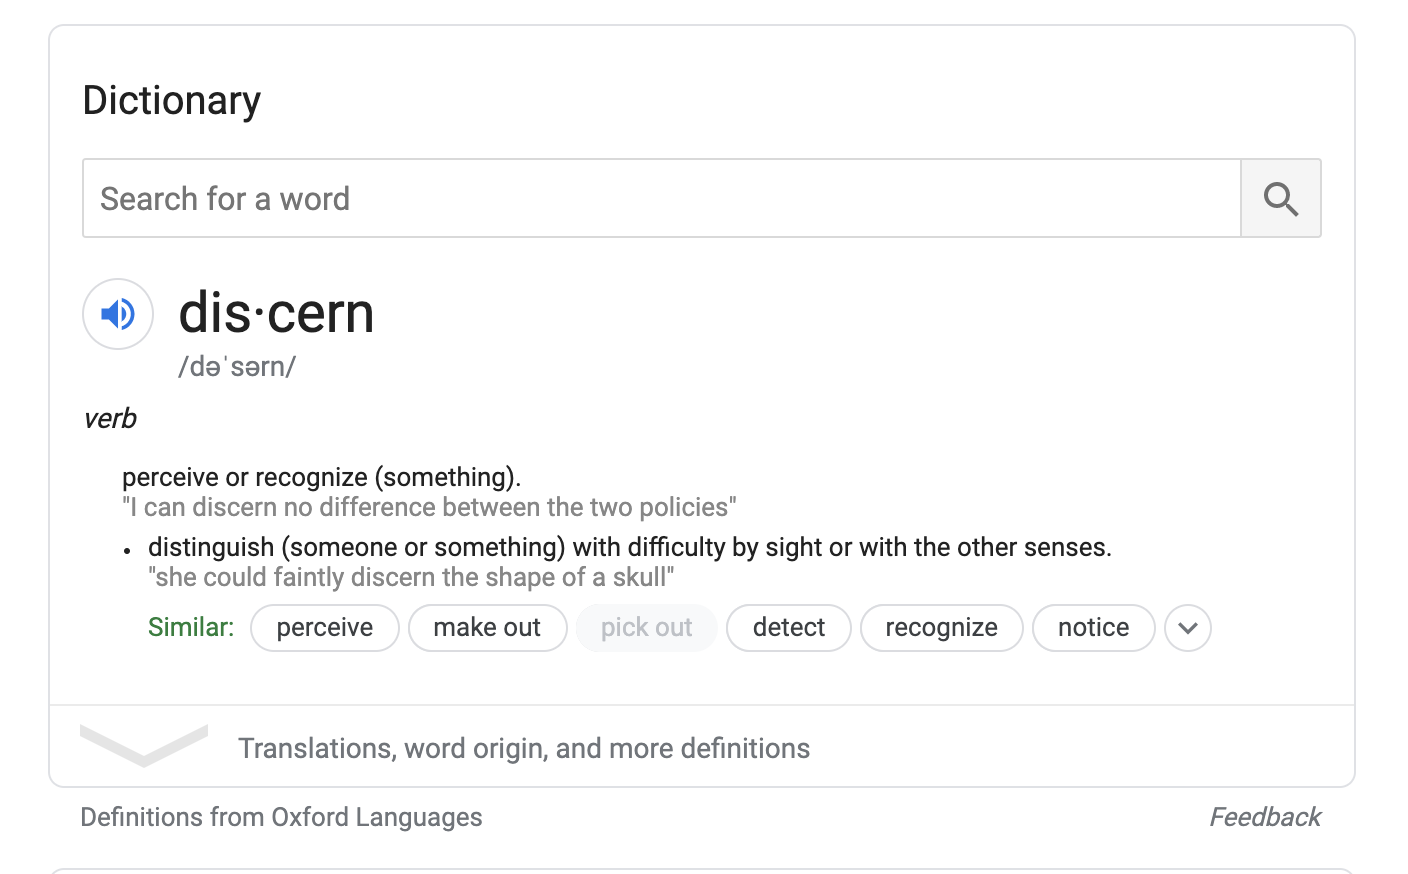 Dictionary
Search for a word
dis·cern
/dəˈsərn/
verb
perceive or recognize (something).
"I can discern no difference between the two policies"
• distinguish (someone or something) with difficulty by sight or with the other senses.
"she could faintly discern the shape of a skull"
Similar: perceive make out pick out detect recognize notice
Translations, word origin, and more definitions
Definitions from Oxford Languages Feedback